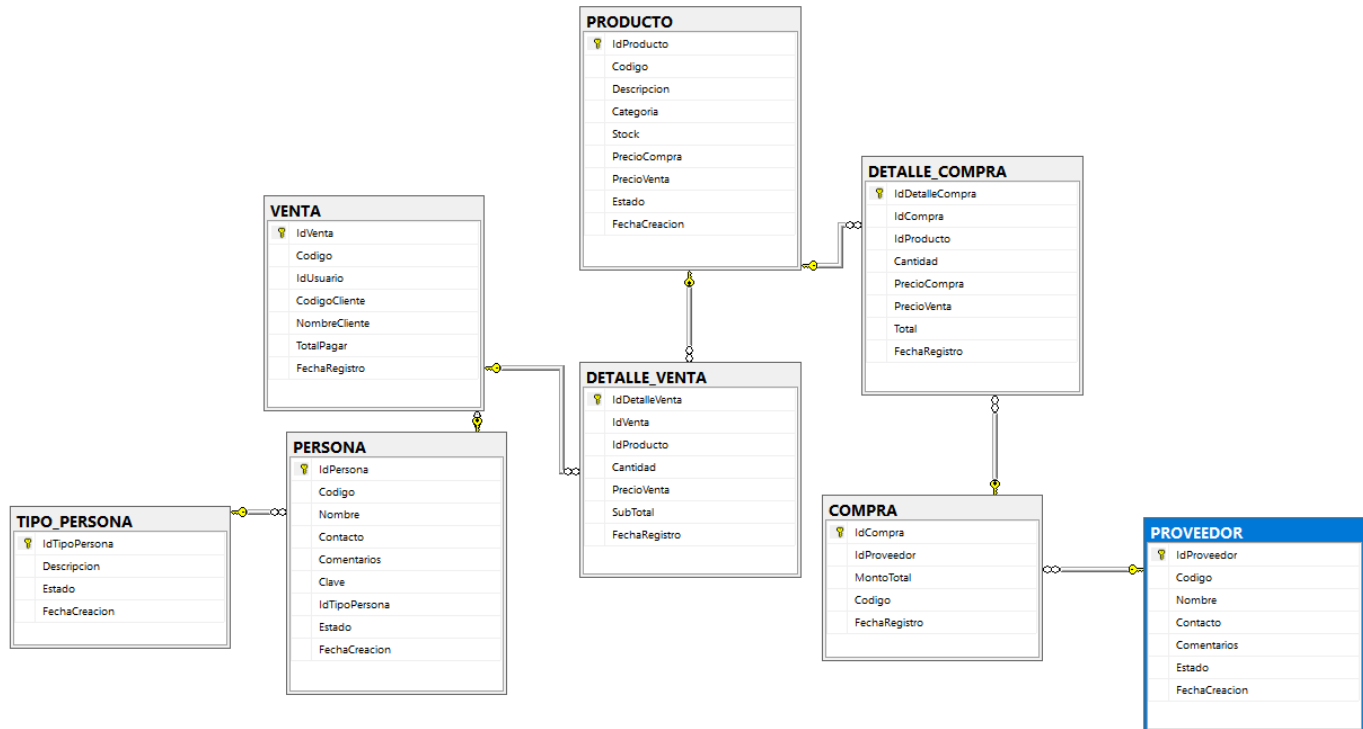 PRODUCTO
IdProducto
Codigo
Descripcion
Categoria
Stock
PrecioCompra
PrecioVenta
Estado
FechaCreacion
DETALLE_COMPRA
IdDetalleCompra
IdCompra
IdProducto
Cantidad
PrecioCompra
PrecioVenta
Total
FechaRegistro
VENTA
IdVenta
Codigo
IdUsuario
CodigoCliente
NombreCliente
TotalPagar
FechaRegistro
DETALLE_VENTA
IdDetalleVenta
IdVenta
IdProducto
Cantidad
PrecioVenta
SubTotal
FechaRegistro
PERSONA
IdPersona
Codigo
Nombre
Contacto
Comentarios
Clave
IdTipoPersona
Estado
FechaCreacion
TIPO_PERSONA
IdTipoPersona
Descripcion
Estado
FechaCreacion
COMPRA
IdCompra
IdProveedor
MontoTotal
Codigo
FechaRegistro
PROVEEDOR
IdProveedor
Codigo
Nombre
Contacto
Comentarios
Estado
FechaCreacion